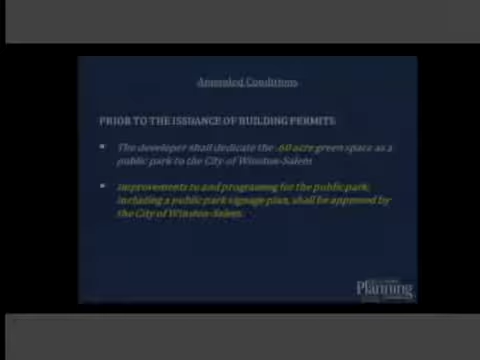 Amended Conditions
PRIOR TO THE ISSUANCE OF BUILDING PERMITS:
The developer shall dedicate the .60 acre green space as a
public park to the City of Winston-Salem
Improvements to and programing for the public park,
including a public park signage plan, shall be approved by
the City of Winston-Salem.
Planning